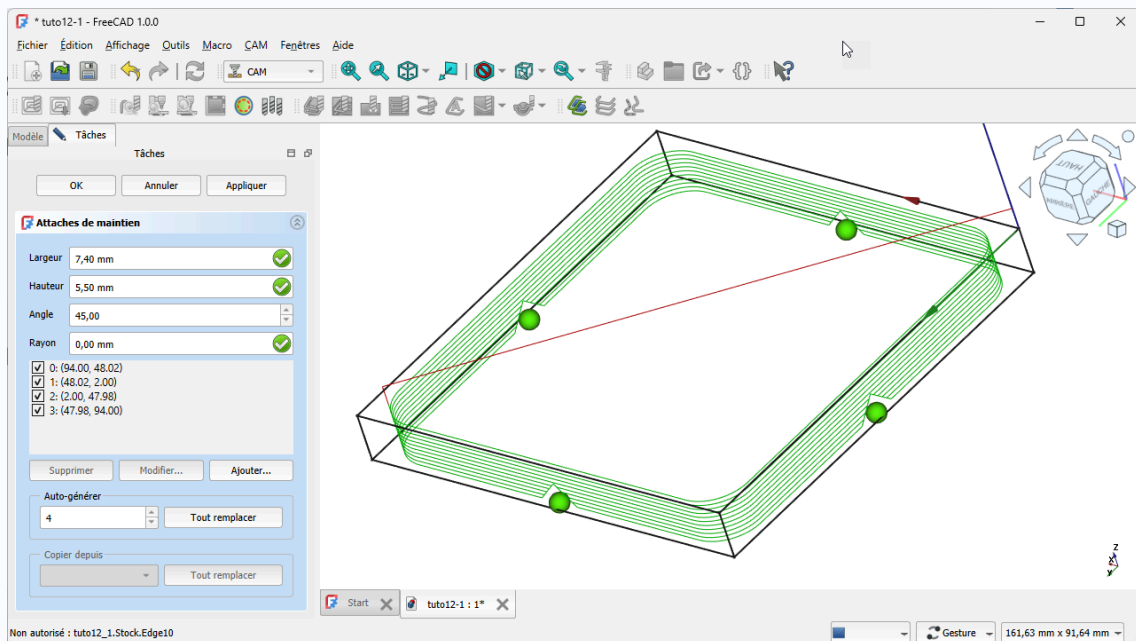 * tuto12-1 - FreeCAD 1.0.0
Fichier Édition Affichage Outils Macro CAM Fenêtres Aide
CAM
Modèle Tâches
Tâches
OK Annuler Appliquer
Attaches de maintien
Largeur 7,40 mm
Hauteur 5,50 mm
Angle 45,00
Rayon 0,00 mm
0: (94.00, 48.02)
1: (48.02, 2.00)
2: (2.00, 47.98)
3: (47.98, 94.00)
Supprimer Modifier... Ajouter...
Auto-générer
4 Tout remplacer
Copier depuis
Tout remplacer
HAUT
ARRIÈRE
GAUCHE
Z
X
Y
Start tuto12-1 : 1*
Non autorisé : tuto12_1.Stock.Edge10
Gesture 161,63 mm x 91,64 mm